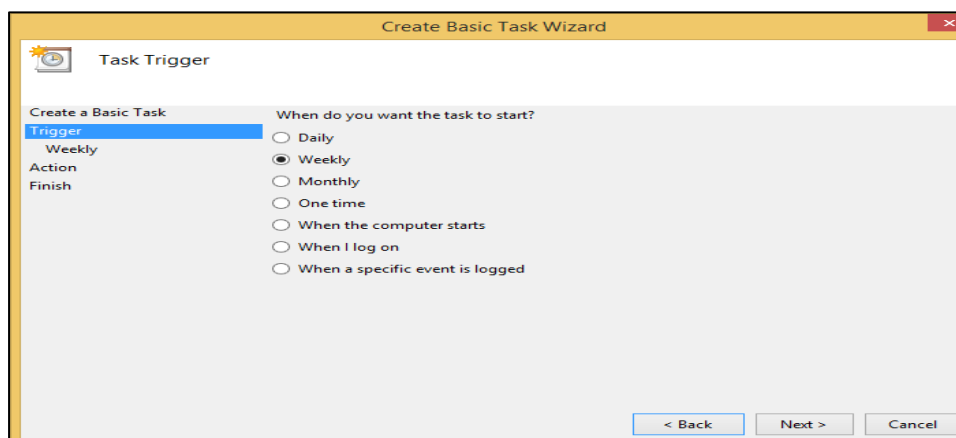 Create Basic Task Wizard
Task Trigger
Create a Basic Task
Trigger
Weekly
Action
Finish
When do you want the task to start?
Daily
Weekly
Monthly
One time
When the computer starts
When I log on
When a specific event is logged
< Back Next > Cancel